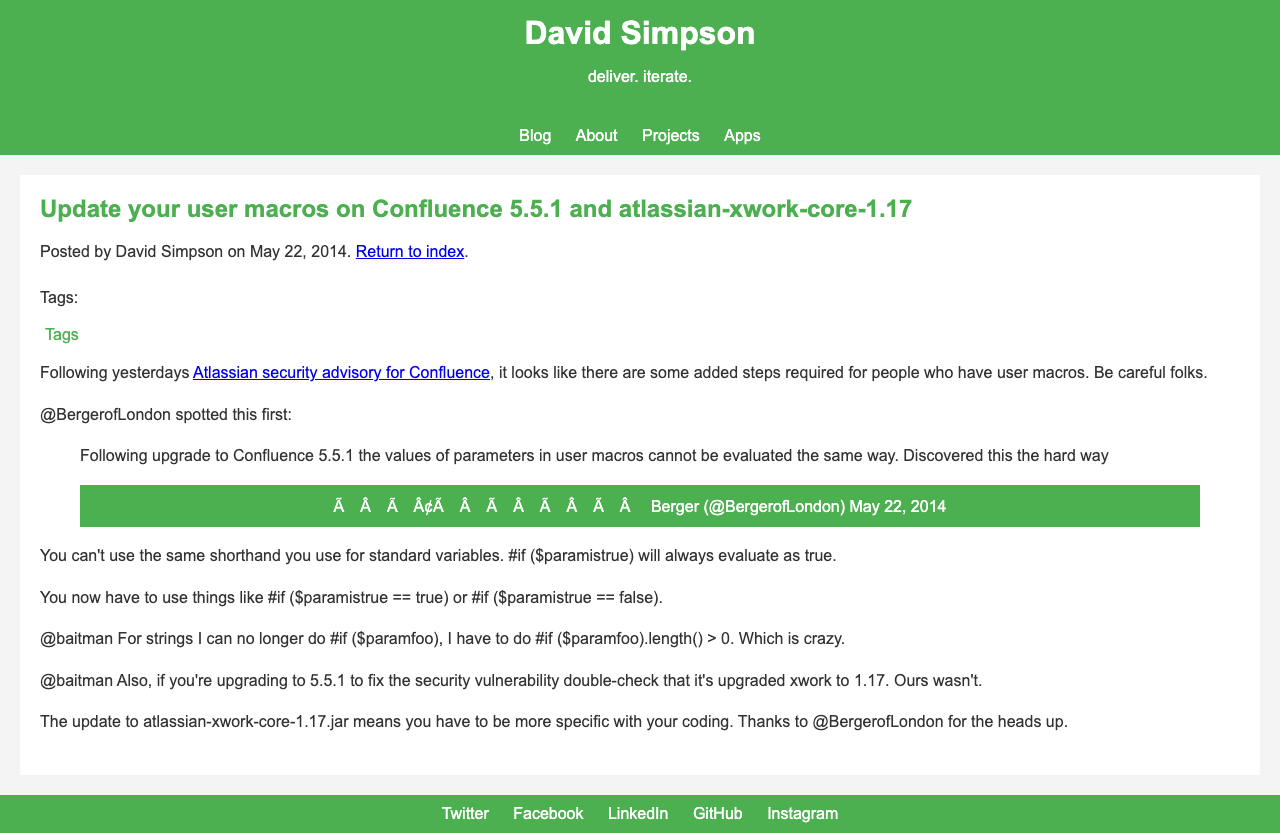 David Simpson
deliver. iterate.
Blog About Projects Apps
Update your user macros on Confluence 5.5.1 and atlassian-xwork-core-1.17
Posted by David Simpson on May 22, 2014. Return to index.
Tags:
Tags
Following yesterdays Atlassian security advisory for Confluence, it looks like there are some added steps required for people who have user macros. Be careful folks.
@BergerofLondon spotted this first:
Following upgrade to Confluence 5.5.1 the values of parameters in user macros cannot be evaluated the same way. Discovered this the hard way
Ã Â Ã Â¢Ã Â Ã Â Ã Â Ã Â Berger (@BergerofLondon) May 22, 2014
You can't use the same shorthand you use for standard variables. #if ($paramistrue) will always evaluate as true.
You now have to use things like #if ($paramistrue == true) or #if ($paramistrue == false).
@baitman For strings I can no longer do #if ($paramfoo), I have to do #if ($paramfoo).length() > 0. Which is crazy.
@baitman Also, if you're upgrading to 5.5.1 to fix the security vulnerability double-check that it's upgraded xwork to 1.17. Ours wasn't.
The update to atlassian-xwork-core-1.17.jar means you have to be more specific with your coding. Thanks to @BergerofLondon for the heads up.
Twitter Facebook LinkedIn GitHub Instagram